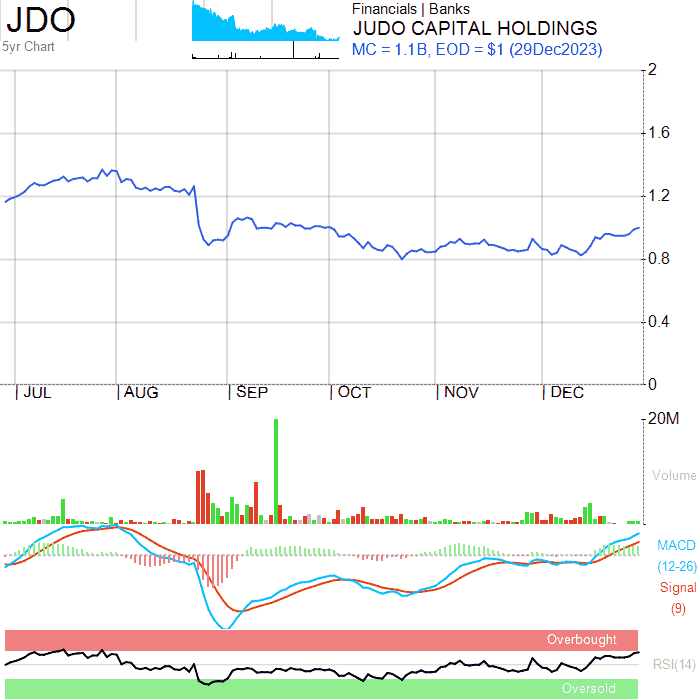 JDO
5yr Chart
Financials | Banks
JUDO CAPITAL HOLDINGS
MC = 1.1B, EOD = $1 (29Dec2023)
2
1.6
1.2
0.8
0.4
0
JUL AUG SEP OCT NOV DEC
20M
Volume
MACD
(12-26)
Signal
(9)
Overbought
RSI(14)
Oversold